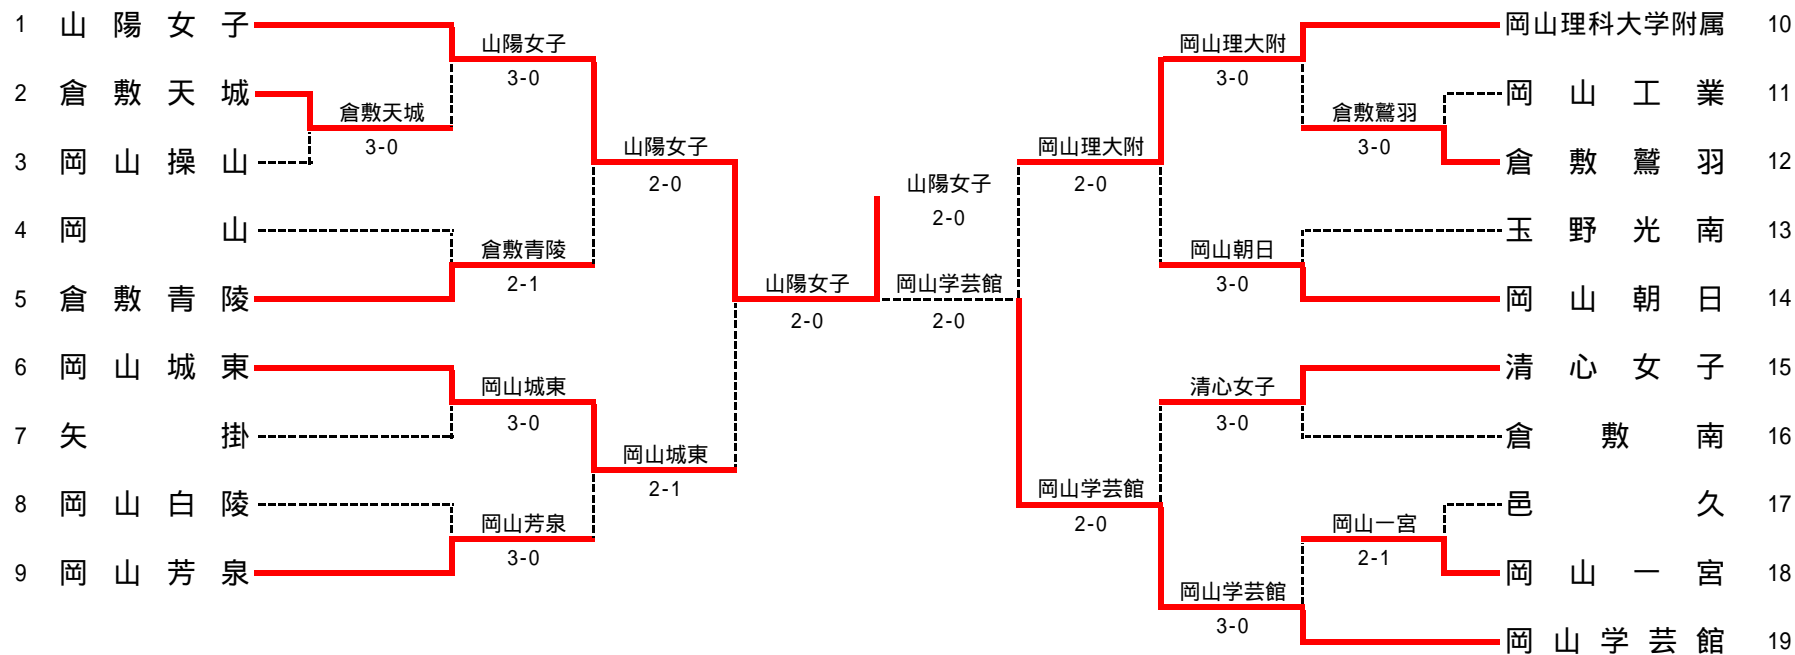 1 山陽女子
2 倉敷天城
3 岡山操山
4 岡山
5 倉敷青陵
6 岡山城東
7 矢掛
8 岡山白陵
9 岡山芳泉
山陽女子
3-0
倉敷天城
3-0
倉敷青陵
2-1
岡山城東
3-0
岡山芳泉
3-0
山陽女子
2-0
岡山城東
2-1
山陽女子
2-0
山陽女子
2-0
岡山学芸館
2-0
岡山理大附
2-0
岡山学芸館
2-0
岡山理大附
3-0
岡山朝日
3-0
清心女子
3-0
岡山学芸館
3-0
倉敷鷲羽
3-0
岡山一宮
2-1
岡山理科大学附属 10
岡山工業 11
倉敷鷲羽 12
玉野光南 13
岡山朝日 14
清心女子 15
倉敷南 16
邑久 17
岡山一宮 18
岡山学芸館 19